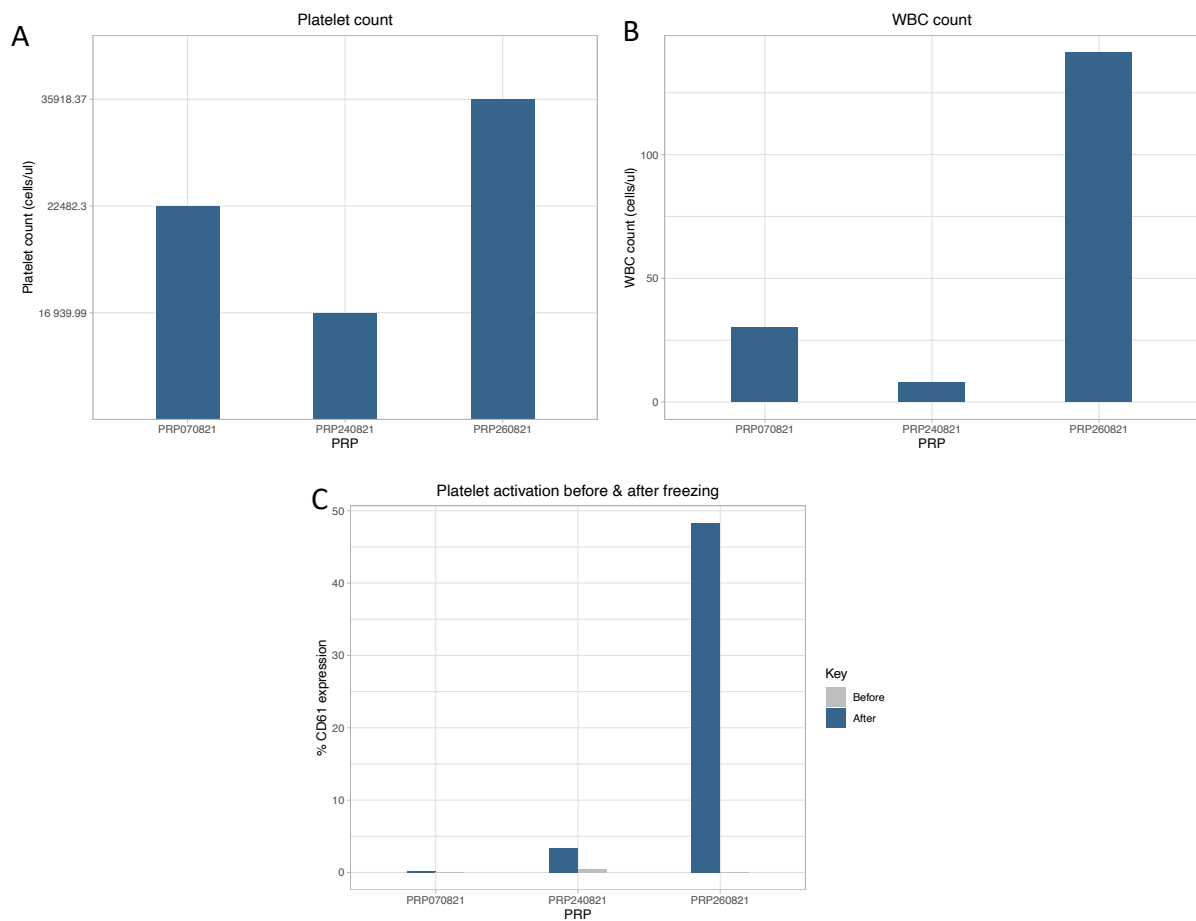 A
Platelet count
Platelet count (cells/ul)
35918.37
22482.3
16 939.99
PRP070821
PRP240821
PRP260821
PRP
B
WBC count
WBC count (cells/ul)
100
50
0
PRP070821
PRP240821
PRP260821
PRP
C
Platelet activation before & after freezing
% CD61 expression
50
40
30
20
10
0
PRP070821
PRP240821
PRP260821
PRP
Key
Before
After